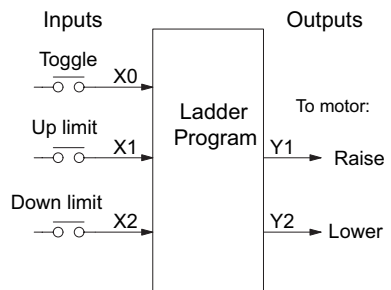 Inputs
Outputs
Toggle
X0
Ladder
Program
To motor:
Up limit
X1
Y1
Raise
Down limit
X2
Y2
Lower